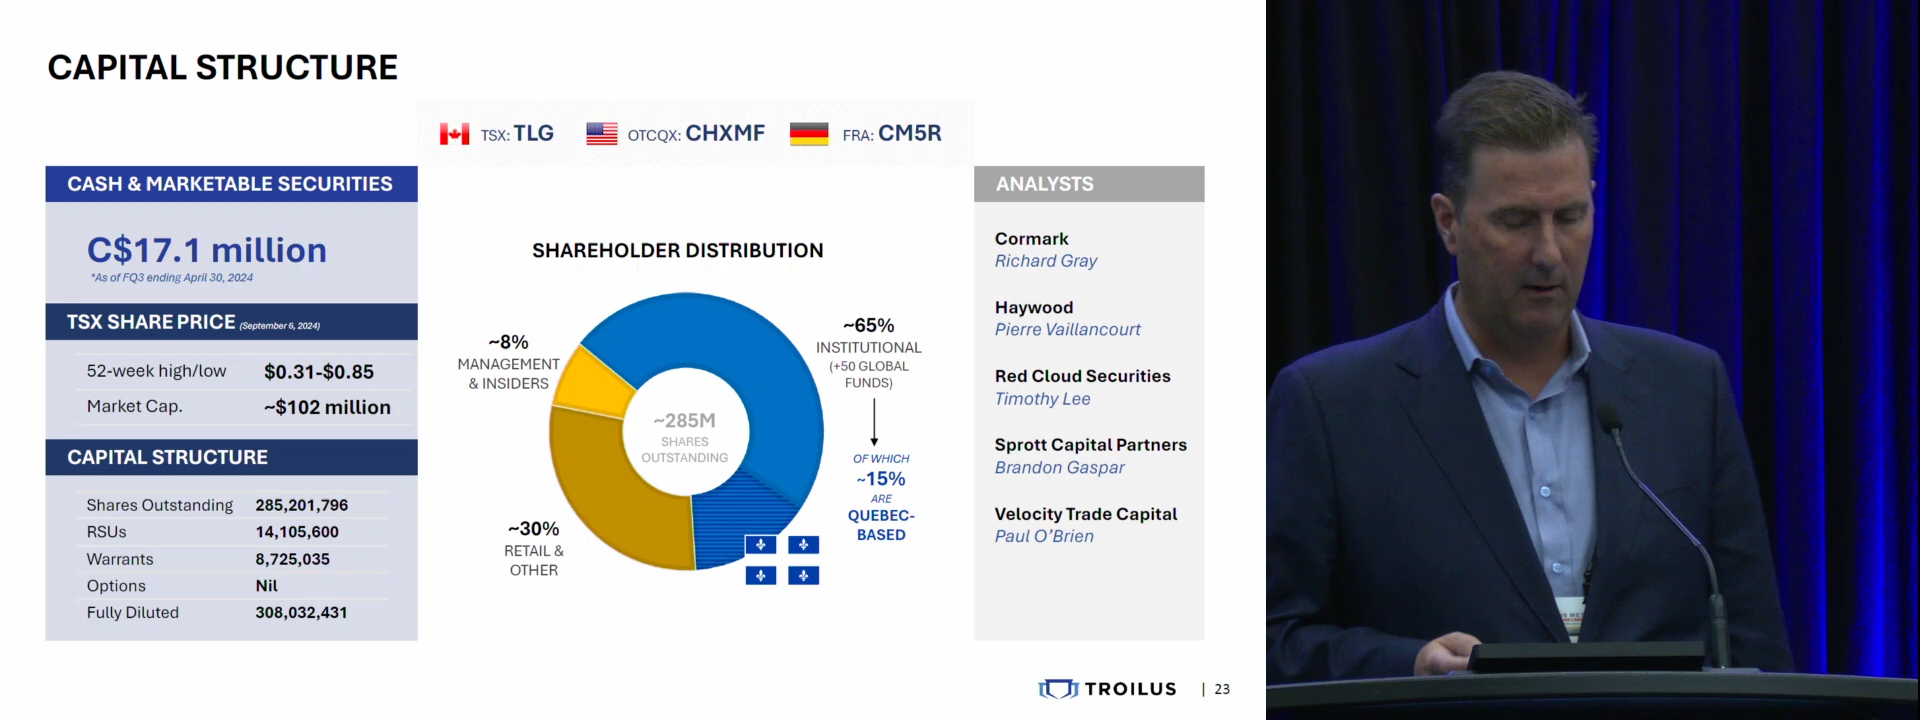 CAPITAL STRUCTURE
TSX: TLG
OTCQX: CHXMF
FRA: CM5R
CASH & MARKETABLE SECURITIES
C$17.1 million
*As of FQ3 ending April 30, 2024
TSX SHARE PRICE (September 6, 2024)
52-week high/low $0.31-$0.85
Market Cap. ~$102 million
CAPITAL STRUCTURE
Shares Outstanding 285,201,796
RSUs 14,105,600
Warrants 8,725,035
Options Nil
Fully Diluted 308,032,431
SHAREHOLDER DISTRIBUTION
~8%
MANAGEMENT
& INSIDERS
~65%
INSTITUTIONAL
(+50 GLOBAL
FUNDS)
~285M
SHARES
OUTSTANDING
OF WHICH
~15%
ARE
QUEBEC-
BASED
~30%
RETAIL &
OTHER
ANALYSTS
Cormark
Richard Gray
Haywood
Pierre Vaillancourt
Red Cloud Securities
Timothy Lee
Sprott Capital Partners
Brandon Gaspar
Velocity Trade Capital
Paul O'Brien
TROILUS | 23